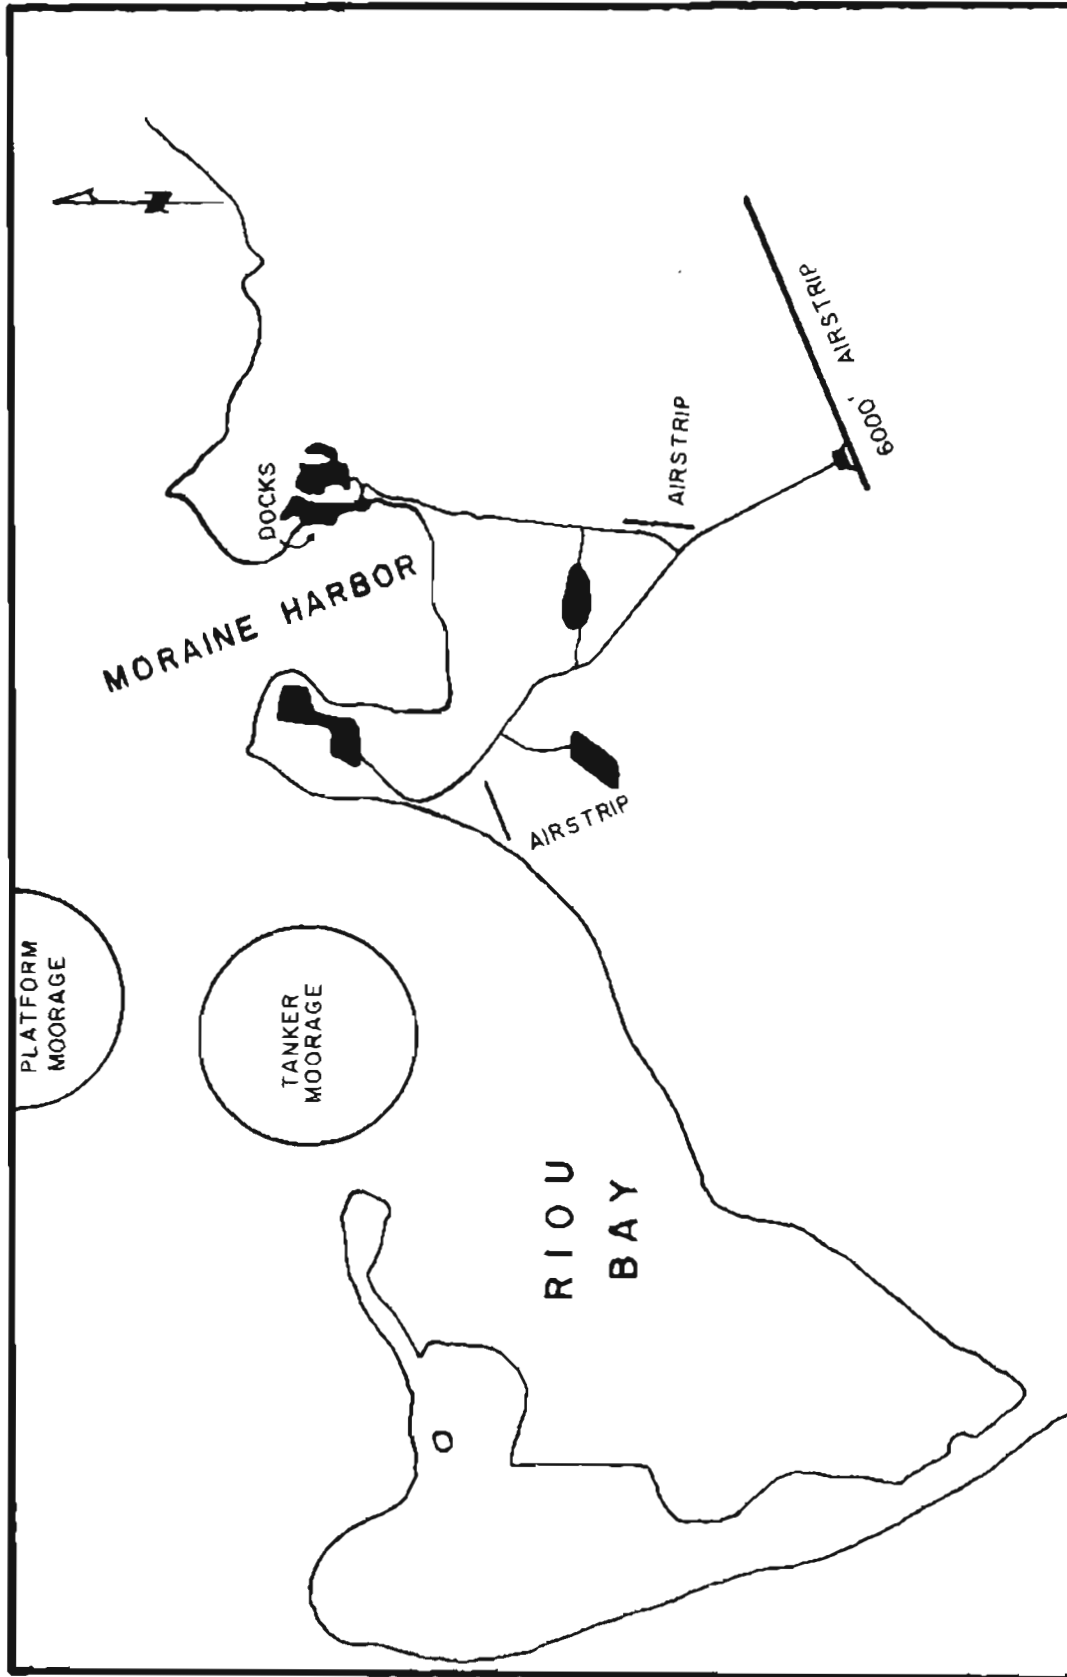 PLATFORM
MOORAGE
TANKER
MOORAGE
MORAINE HARBOR
DOCKS
AIRSTRIP
AIRSTRIP
6000' AIRSTRIP
RIOU
BAY
N